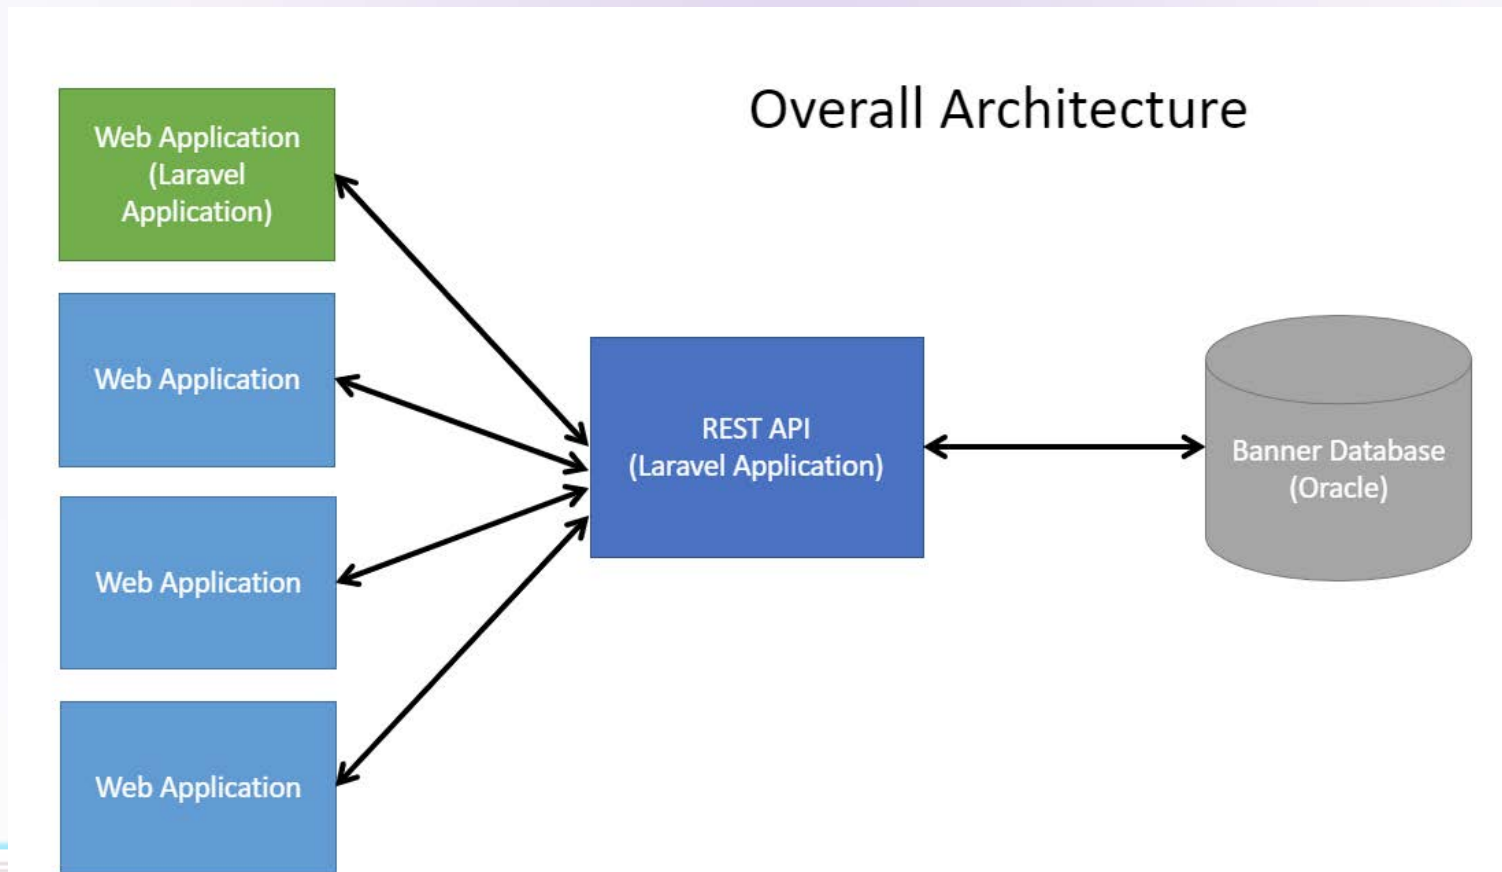 Overall Architecture
Web Application
(Laravel
Application)
Web Application
Web Application
Web Application
REST API
(Laravel Application)
Banner Database
(Oracle)